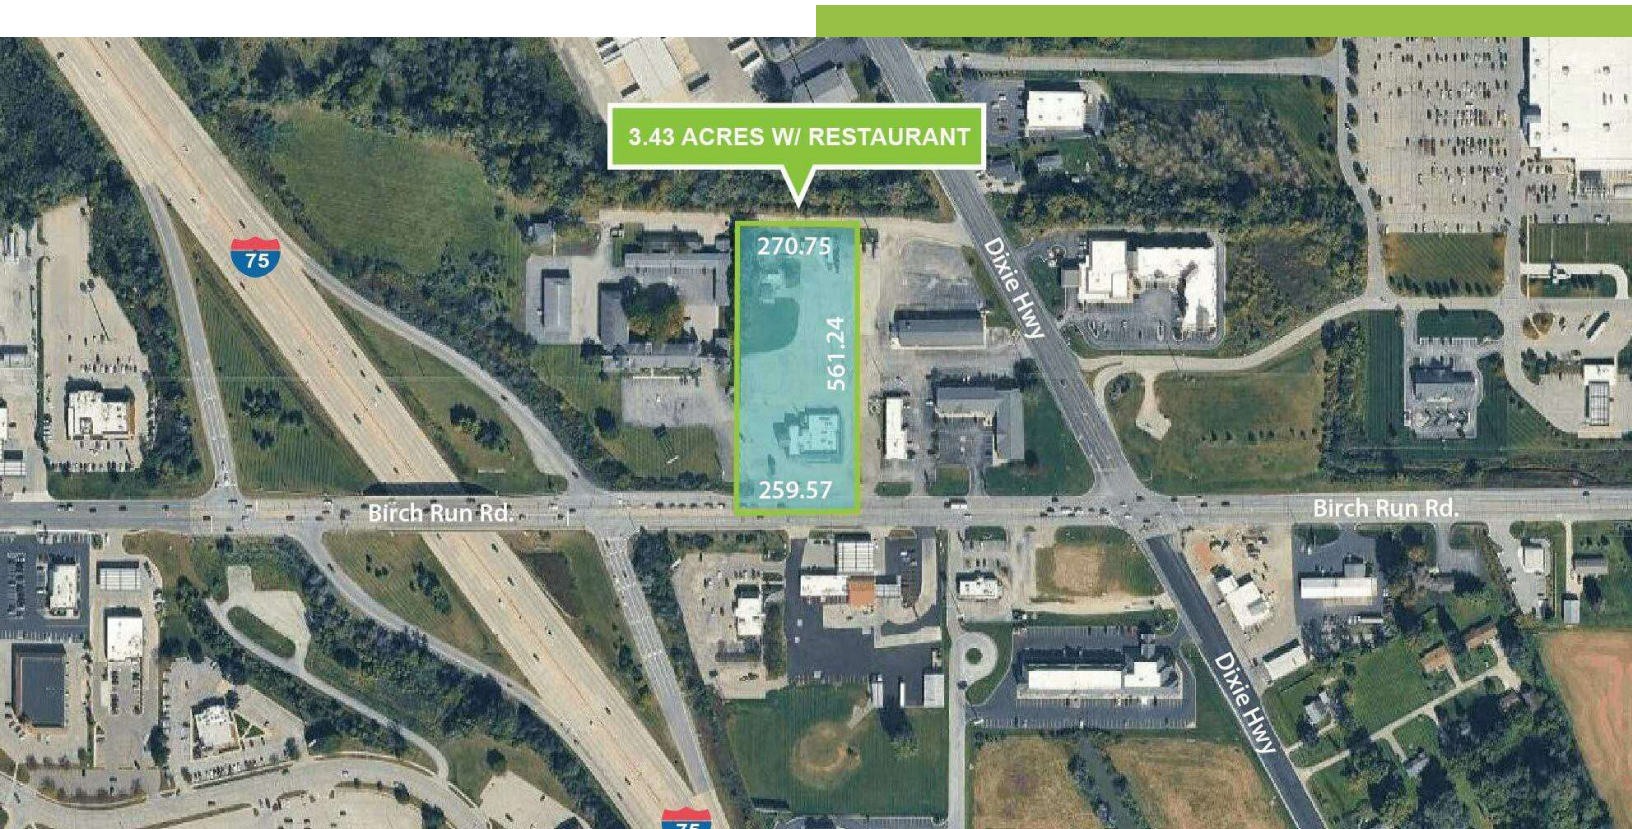 3.43 ACRES W/ RESTAURANT
270.75
75
Dixie Hwy
561.24
259.57
Birch Run Rd.
Birch Run Rd.
Dixie Hwy
75